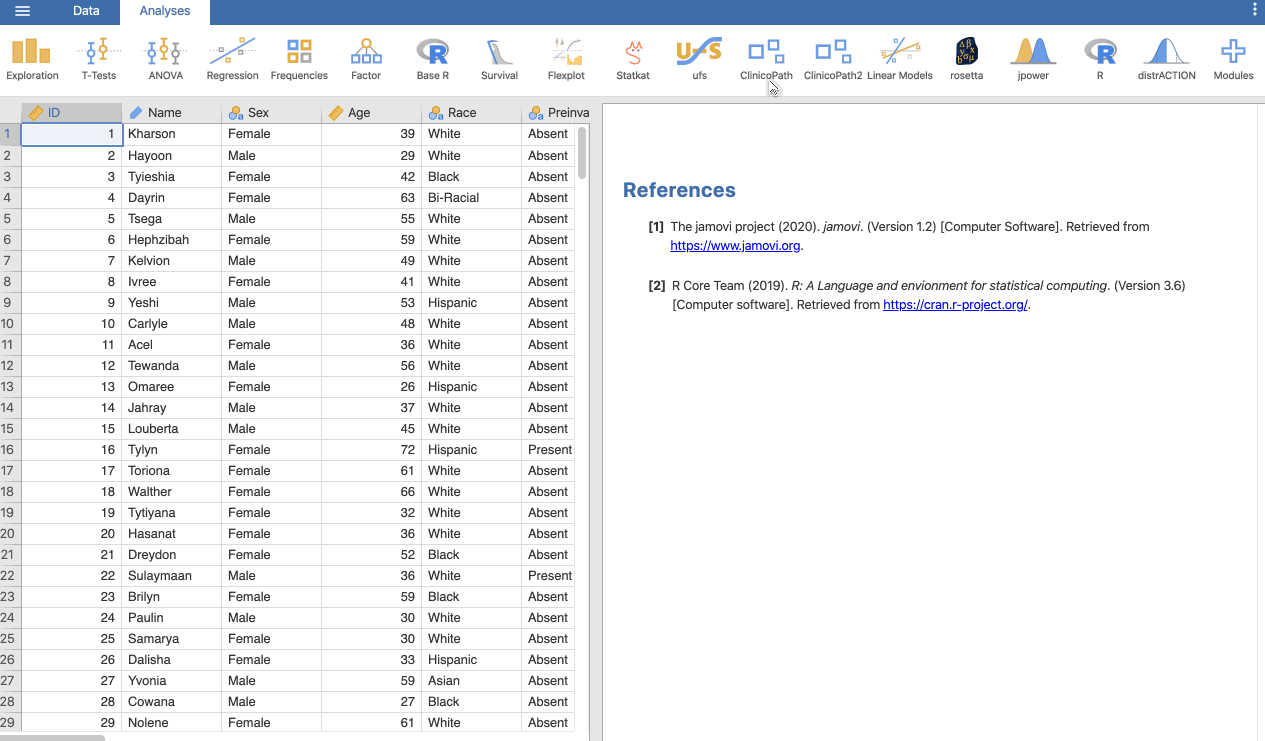 Data Analyses
Exploration T-Tests ANOVA Regression Frequencies Factor Base R Survival Flexplot Statkat ufs ClinicoPath ClinicoPath2 Linear Models rosetta jpower R distrACTION Modules
ID Name Sex Age Race Preinva
1 1 Kharson Female 39 White Absent
2 2 Hayoon Male 29 White Absent
3 3 Tyieshia Female 42 Black Absent
4 4 Dayrin Female 63 Bi-Racial Absent
5 5 Tsega Male 55 White Absent
6 6 Hephzibah Female 59 White Absent
7 7 Kelvion Male 49 White Absent
8 8 Ivree Female 41 White Absent
9 9 Yeshi Male 53 Hispanic Absent
10 10 Carlyle Male 48 White Absent
11 11 Acel Female 36 White Absent
12 12 Tewanda Male 56 White Absent
13 13 Omaree Female 26 Hispanic Absent
14 14 Jahray Male 37 White Absent
15 15 Louberta Male 45 White Absent
16 16 Tylyn Female 72 Hispanic Present
17 17 Toriona Female 61 White Absent
18 18 Walther Female 66 White Absent
19 19 Tytiyana Female 32 White Absent
20 20 Hasanat Female 36 White Absent
21 21 Dreydon Female 52 Black Absent
22 22 Sulaymaan Male 36 White Present
23 23 Brilyn Female 59 Black Absent
24 24 Paulin Male 30 White Absent
25 25 Samarya Female 30 White Absent
26 26 Dalisha Female 33 Hispanic Absent
27 27 Yvonia Male 59 Asian Absent
28 28 Cowana Male 27 Black Absent
29 29 Nolene Female 61 White Absent
References
[1] The jamovi project (2020). jamovi. (Version 1.2) [Computer Software]. Retrieved from
https://www.jamovi.org.
[2] R Core Team (2019). R: A Language and envionment for statistical computing. (Version 3.6)
[Computer software]. Retrieved from https://cran.r-project.org/.